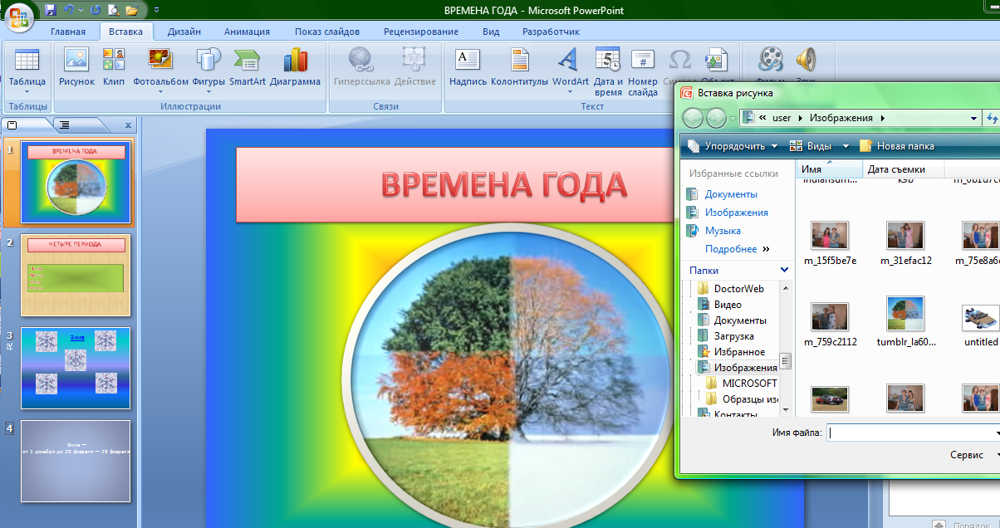 ВРЕМЕНА ГОДА - Microsoft PowerPoint
Главная Вставка Дизайн Анимация Показ слайдов Рецензирование Вид Разработчик
Таблица Рисунок Клип Фотоальбом Фигуры SmartArt Диаграмма Гиперссылка Действие Надпись Колонтитулы WordArt Дата и время Номер слайда Символ Объект Фильм Звук
Таблицы Иллюстрации Связи Текст
1
ВРЕМЕНА ГОДА
2
ЧЕТЫРЕ ПЕРИОДА
3
Зима
4
Зима —
от 1 декабря до 28 февраля — 29 февраля
ВРЕМЕНА ГОДА
Вставка рисунка
« user Изображения
Упорядочить Виды Новая папка
Избранные ссылки
Документы
Изображения
Музыка
Подробнее »
Папки
DoctorWeb
Видео
Документы
Загрузка
Избранное
Изображения
MICROSOFT
Образцы из
Контакты
Имя Дата съемки
indiansum... k9b m_6b1d7c
m_15f5be7e m_31efac12 m_75e8a6
m_759c2112 tumblr_la60... untitled
Имя файла:
Сервис
Порядок